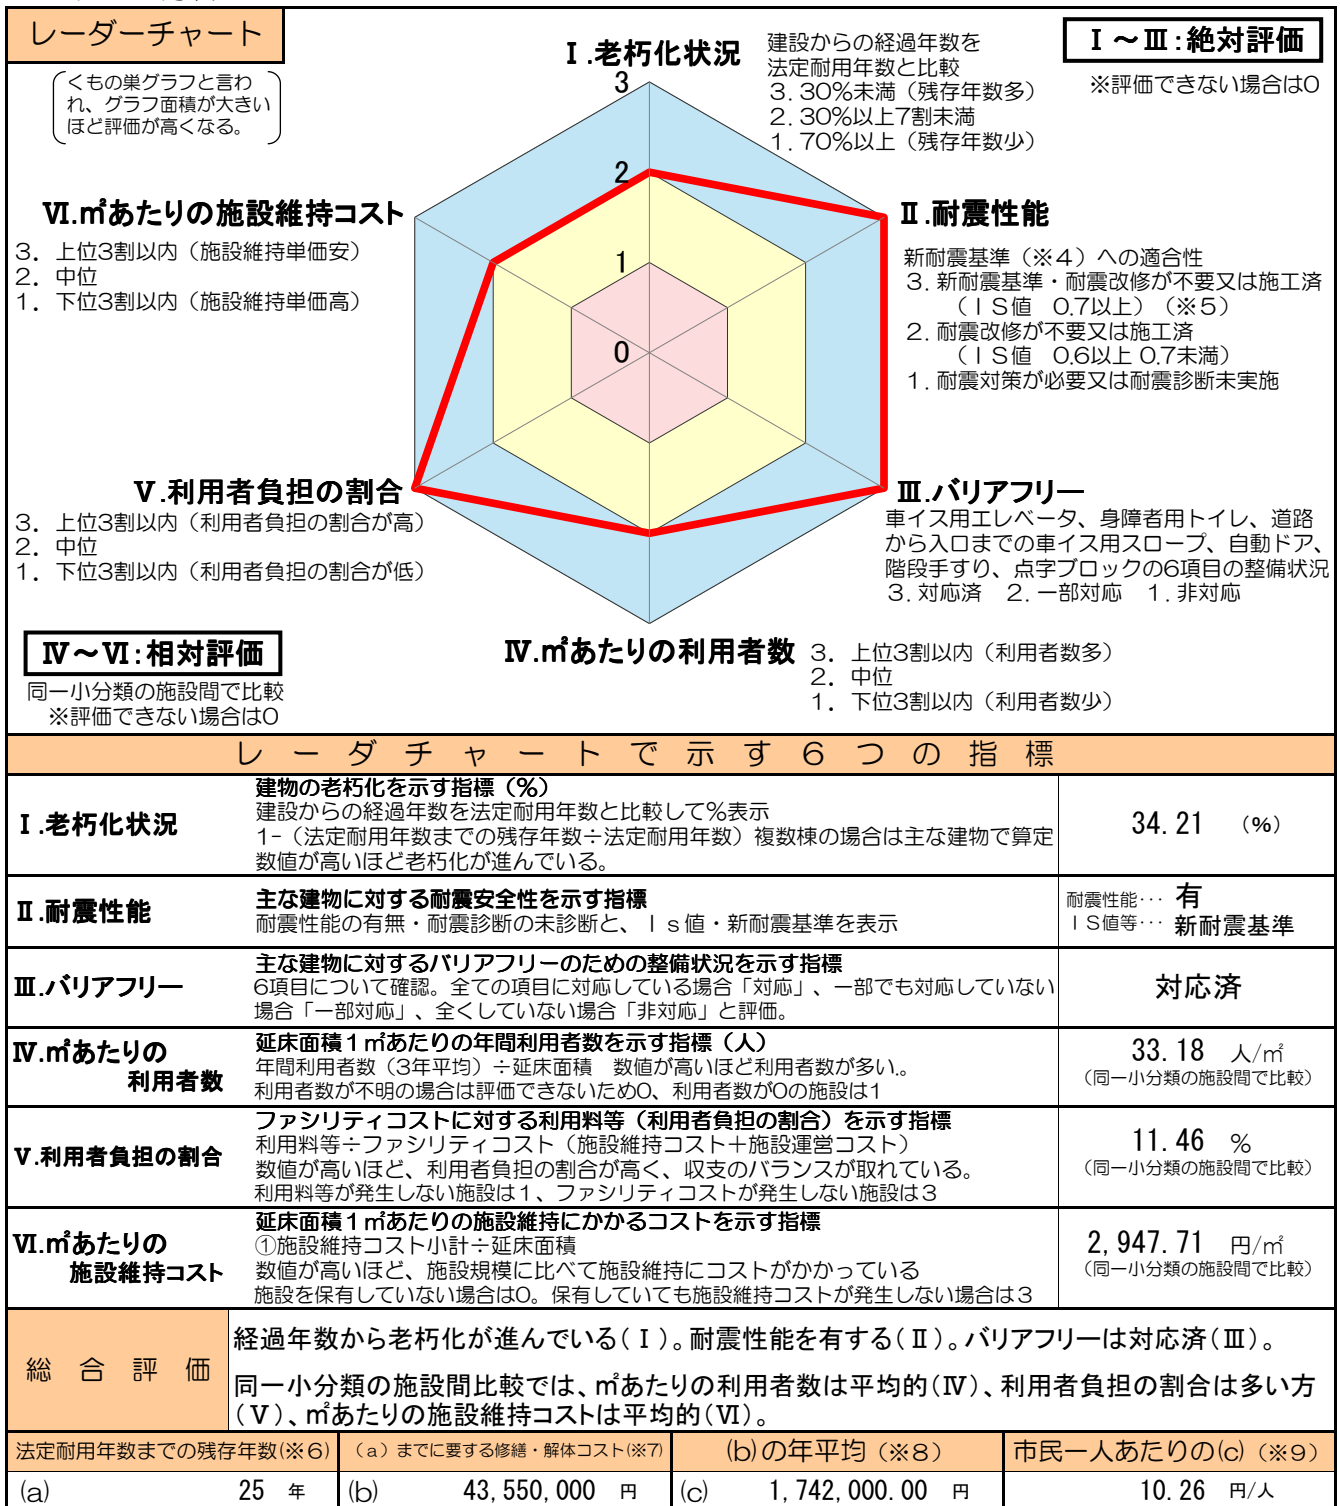 レーダーチャート
くもの巣グラフと言わ
れ、グラフ面積が大きい
ほど評価が高くなる。
Ⅰ.老朽化状況
建設からの経過年数を
法定耐用年数と比較
3.30%未満（残存年数多）
2.30%以上7割未満
1.70%以上（残存年数少）
Ⅰ～Ⅲ:絶対評価
※評価できない場合は0
3
2
1
0
Ⅵ.㎡あたりの施設維持コスト
3. 上位3割以内（施設維持単価安）
2. 中位
1. 下位3割以内（施設維持単価高）
Ⅱ.耐震性能
新耐震基準（※4）への適合性
3.新耐震基準・耐震改修が不要又は施工済
（ＩＳ値 0.7以上）（※5）
2.耐震改修が不要又は施工済
（ＩＳ値 0.6以上 0.7未満）
1.耐震対策が必要又は耐震診断未実施
Ⅴ.利用者負担の割合
3. 上位3割以内（利用者負担の割合が高）
2. 中位
1. 下位3割以内（利用者負担の割合が低）
Ⅲ.バリアフリー
車イス用エレベータ、身障者用トイレ、道路
から入口までの車イス用スロープ、自動ドア、
階段手すり、点字ブロックの6項目の整備状況
3.対応済 2.一部対応 1.非対応
Ⅳ～Ⅵ:相対評価
同一小分類の施設間で比較
※評価できない場合は0
Ⅳ.㎡あたりの利用者数
3. 上位3割以内（利用者数多）
2. 中位
1. 下位3割以内（利用者数少）
レーダチャートで示す6つの指標
Ⅰ.老朽化状況
建物の老朽化を示す指標（%）
建設からの経過年数を法定耐用年数と比較して%表示
1-（法定耐用年数までの残存年数÷法定耐用年数）複数棟の場合は主な建物で算定
数値が高いほど老朽化が進んでいる。
34.21 （%）
Ⅱ.耐震性能
主な建物に対する耐震安全性を示す指標
耐震性能の有無・耐震診断の未診断と、Ｉｓ値・新耐震基準を表示
耐震性能… 有
ＩＳ値等… 新耐震基準
Ⅲ.バリアフリー
主な建物に対するバリアフリーのための整備状況を示す指標
6項目について確認。全ての項目に対応している場合「対応」、一部でも対応していない
場合「一部対応」、全くしていない場合「非対応」と評価。
対応済
Ⅳ.㎡あたりの
利用者数
延床面積1㎡あたりの年間利用者数を示す指標（人）
年間利用者数（3年平均）÷延床面積 数値が高いほど利用者数が多い。
利用者数が不明の場合は評価できないため0、利用者数が0の施設は1
33.18 人/㎡
（同一小分類の施設間で比較）
Ⅴ.利用者負担の割合
ファシリティコストに対する利用料等（利用者負担の割合）を示す指標
利用料等÷ファシリティコスト（施設維持コスト＋施設運営コスト）
数値が高いほど、利用者負担の割合が高く、収支のバランスが取れている。
利用料等が発生しない施設は1、ファシリティコストが発生しない施設は3
11.46 %
（同一小分類の施設間で比較）
Ⅵ.㎡あたりの
施設維持コスト
延床面積1㎡あたりの施設維持にかかるコストを示す指標
①施設維持コスト小計÷延床面積
数値が高いほど、施設規模に比べて施設維持にコストがかかっている
施設を保有していない場合は0。保有していても施設維持コストが発生しない場合は3
2,947.71 円/㎡
（同一小分類の施設間で比較）
総合評価
経過年数から老朽化が進んでいる(Ⅰ)。耐震性能を有する(Ⅱ)。バリアフリーは対応済(Ⅲ)。
同一小分類の施設間比較では、㎡あたりの利用者数は平均的(Ⅳ)、利用者負担の割合は多い方
(Ⅴ)、㎡あたりの施設維持コストは平均的(Ⅵ)。
法定耐用年数までの残存年数(※6)
（a）までに要する修繕・解体コスト(※7)
(b)の年平均（※8）
市民一人あたりの(c)（※9）
(a) 25 年
(b) 43,550,000 円
(c) 1,742,000.00 円
10.26 円/人